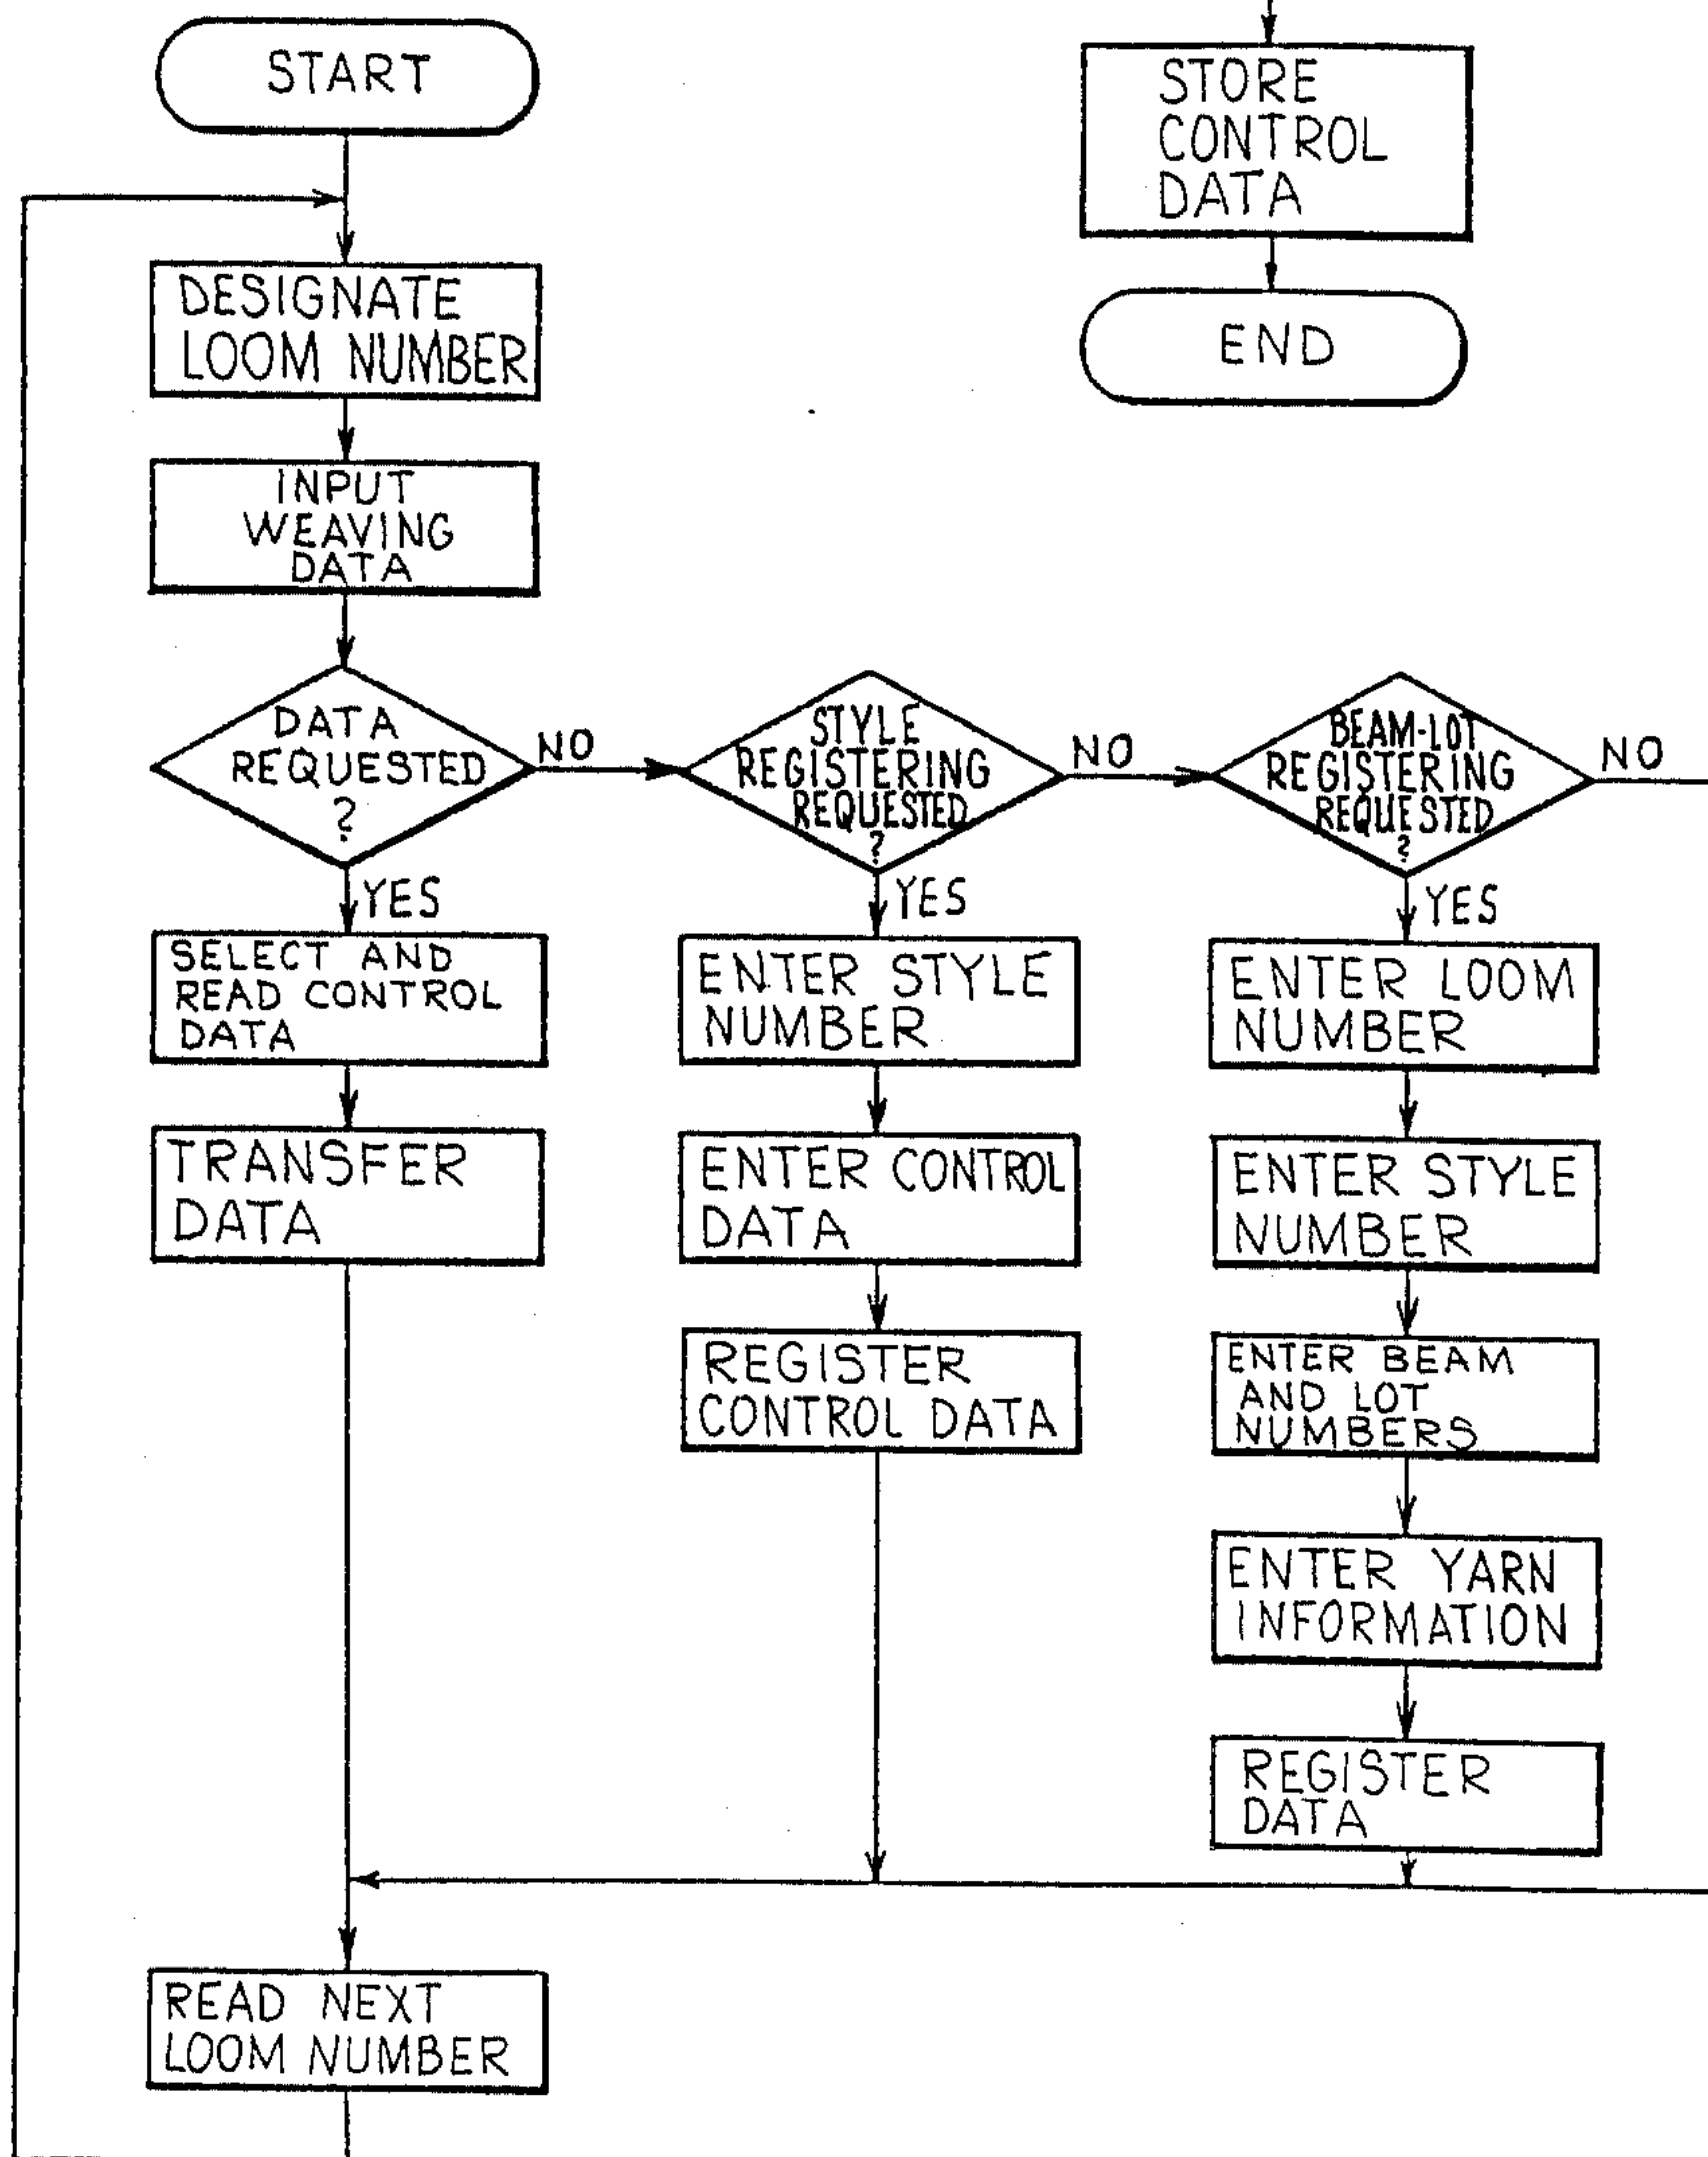 START
DESIGNATE
LOOM NUMBER
INPUT
WEAVING
DATA
DATA
REQUESTED
?
NO
YES
SELECT AND
READ CONTROL
DATA
TRANSFER
DATA
READ NEXT
LOOM NUMBER
STYLE
REGISTERING
REQUESTED
?
NO
YES
ENTER STYLE
NUMBER
ENTER CONTROL
DATA
REGISTER
CONTROL DATA
BEAM-LOT
REGISTERING
REQUESTED
?
NO
YES
ENTER LOOM
NUMBER
ENTER STYLE
NUMBER
ENTER BEAM
AND LOT
NUMBERS
ENTER YARN
INFORMATION
REGISTER
DATA
STORE
CONTROL
DATA
END